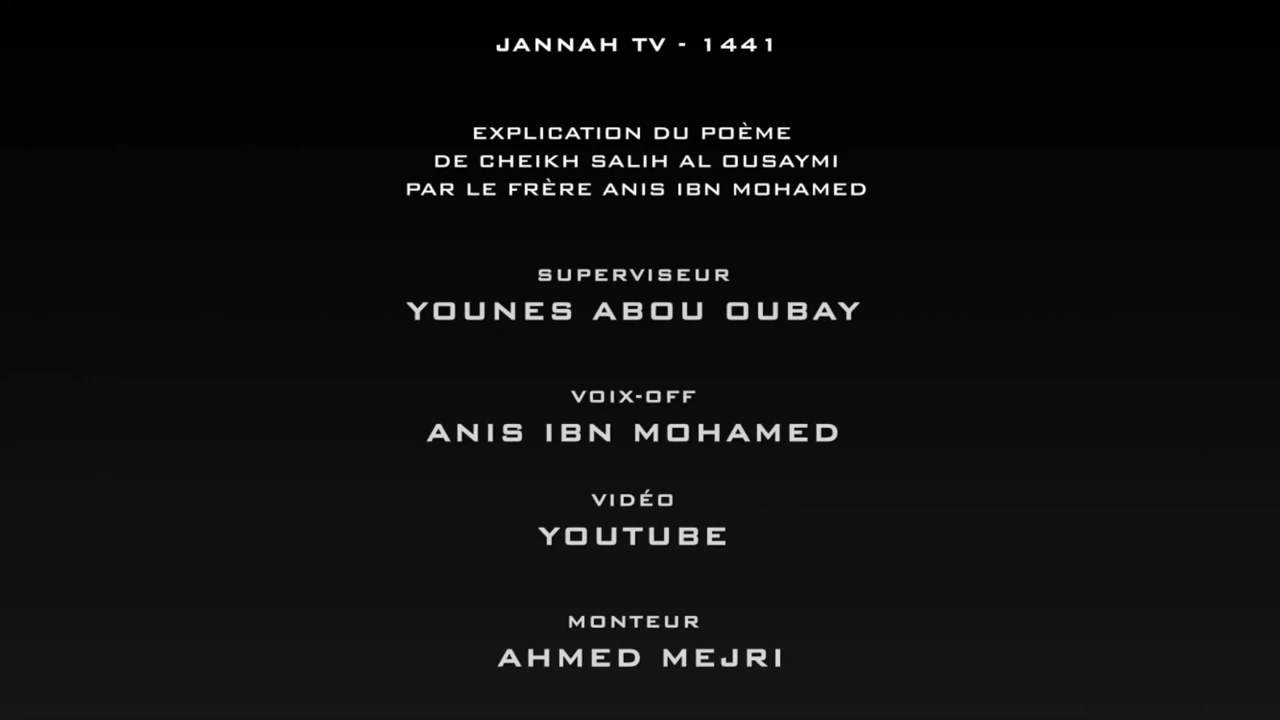 JANNAH TV - 1441
EXPLICATION DU POÈME
DE CHEIKH SALIH AL OUSAYMI
PAR LE FRÈRE ANIS IBN MOHAMED
SUPERVISEUR
YOUNES ABOU OUBAY
VOIX-OFF
ANIS IBN MOHAMED
VIDÉO
YOUTUBE
MONTEUR
AHMED MEJRI